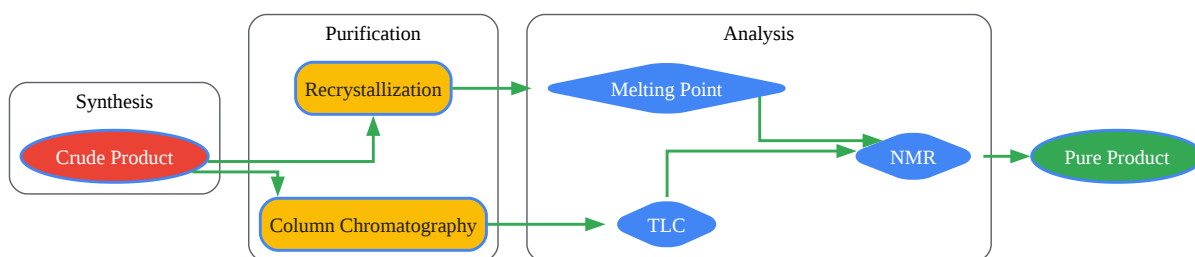 Synthesis
Crude Product
Purification
Recrystallization
Column Chromatography
Analysis
Melting Point
TLC
NMR
Pure Product